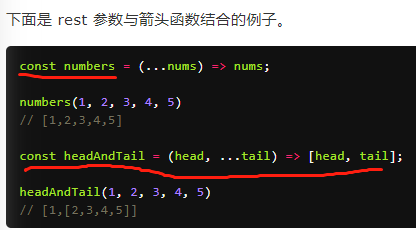 下面是 rest 参数与箭头函数结合的例子。
const numbers = (...nums) => nums;
numbers(1, 2, 3, 4, 5)
// [1,2,3,4,5]
const headAndTail = (head, ...tail) => [head, tail];
headAndTail(1, 2, 3, 4, 5)
// [1,[2,3,4,5]]